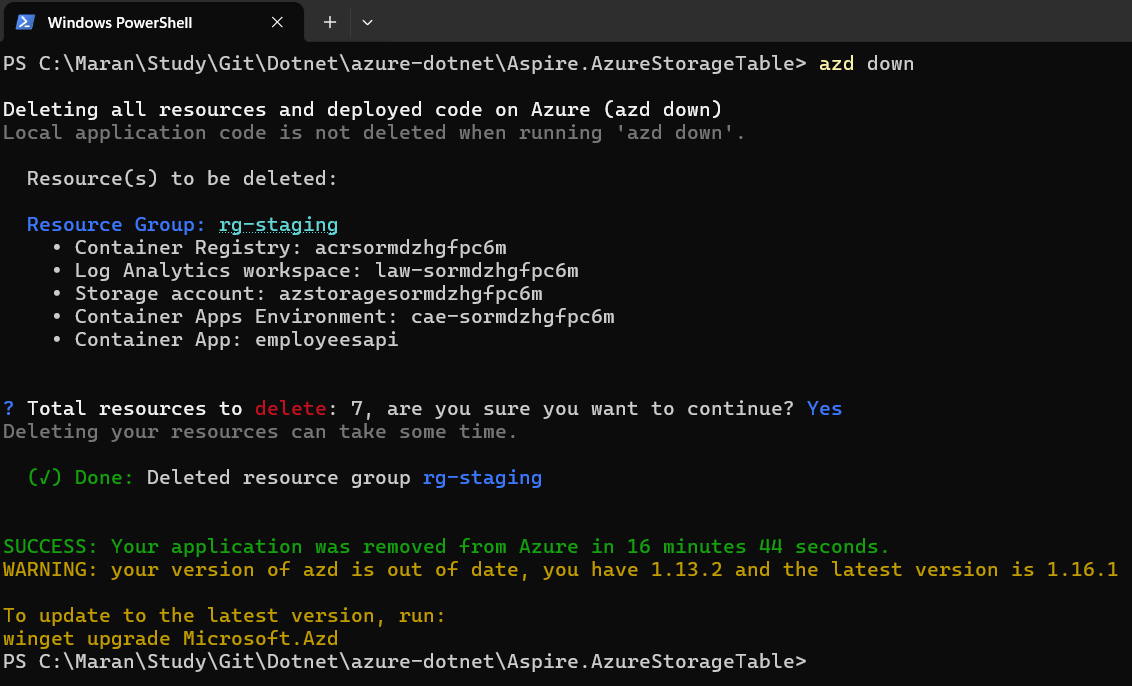 Windows PowerShell
PS C:\Maran\Study\Git\Dotnet\azure-dotnet\Aspire.AzureStorageTable> azd down
Deleting all resources and deployed code on Azure (azd down)
Local application code is not deleted when running 'azd down'.
Resource(s) to be deleted:
Resource Group: rg-staging
• Container Registry: acrsormdzhgfpc6m
• Log Analytics workspace: law-sormdzhgfpc6m
• Storage account: azstoragesormdzhgfpc6m
• Container Apps Environment: cae-sormdzhgfpc6m
• Container App: employeesapi
? Total resources to delete: 7, are you sure you want to continue? Yes
Deleting your resources can take some time.
(√) Done: Deleted resource group rg-staging
SUCCESS: Your application was removed from Azure in 16 minutes 44 seconds.
WARNING: your version of azd is out of date, you have 1.13.2 and the latest version is 1.16.1
To update to the latest version, run:
winget upgrade Microsoft.Azd
PS C:\Maran\Study\Git\Dotnet\azure-dotnet\Aspire.AzureStorageTable>